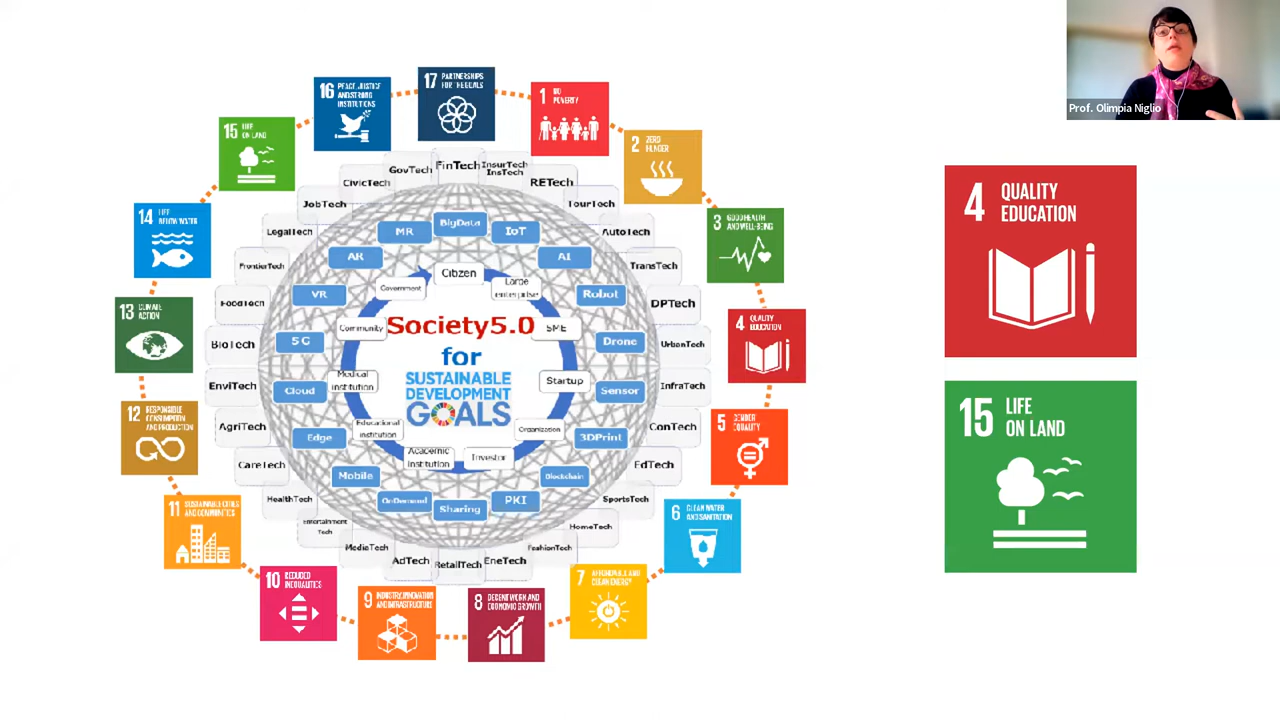 Prof. Olimpia Niglio
17 PARTNERSHIPS
FOR THE GOALS
1 NO
POVERTY
2 ZERO
HUNGER
3 GOOD HEALTH
AND WELL-BEING
4 QUALITY
EDUCATION
5 GENDER
EQUALITY
6 CLEAN WATER
AND SANITATION
7 AFFORDABLE AND
CLEAN ENERGY
8 DECENT WORK AND
ECONOMIC GROWTH
9 INDUSTRY, INNOVATION
AND INFRASTRUCTURE
10 REDUCED
INEQUALITIES
11 SUSTAINABLE CITIES
AND COMMUNITIES
12 RESPONSIBLE
CONSUMPTION
AND PRODUCTION
13 CLIMATE
ACTION
14 LIFE
BELOW WATER
15 LIFE
ON LAND
16 PEACE, JUSTICE
AND STRONG
INSTITUTIONS
FinTech
InsurTech
InsTech
RETech
TourTech
AutoTech
TransTech
DPTech
UrbanTech
InfraTech
ConTech
EdTech
SportsTech
HomeTech
FashionTech
EneTech
RetailTech
AdTech
MediaTech
Entertainment
Tech
HealthTech
CareTech
AgriTech
EnviTech
BioTech
FoodTech
FrontierTech
LegalTech
JobTech
CivicTech
GovTech
BigData
IoT
AI
Robot
Drone
Sensor
3DPrint
Blockchain
PKI
Sharing
OnDemand
Mobile
Edge
Cloud
5G
VR
AR
MR
Citizen
Large
enterprise
SME
Startup
Organization
Investor
Academic
institution
Educational
institution
Medical
institution
Community
Government
Society5.0
for
SUSTAINABLE
DEVELOPMENT
GOALS
4 QUALITY
EDUCATION
15 LIFE
ON LAND